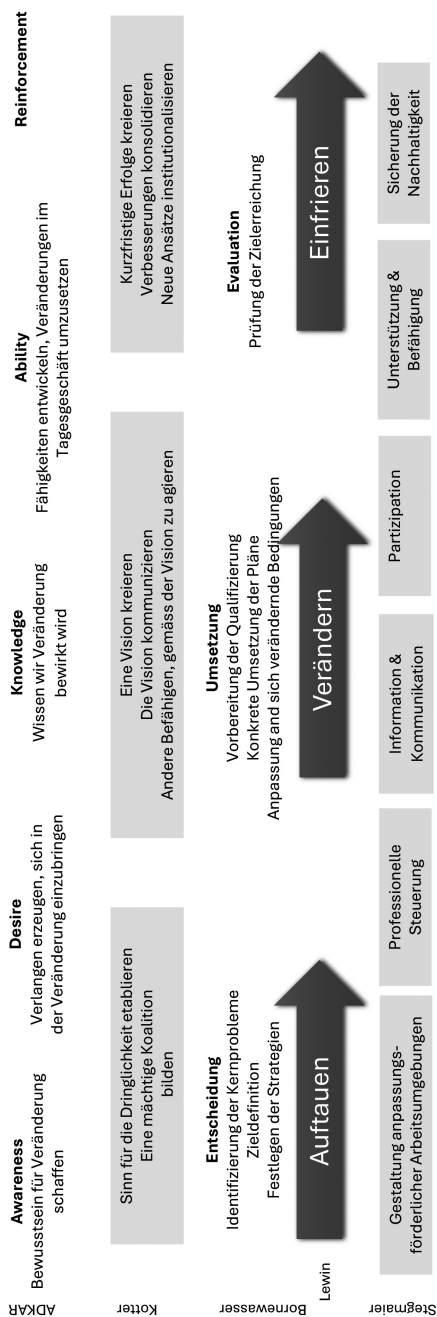 ADKAR
Awareness
Bewusstsein für Veränderung
schaffen
Desire
Verlangen erzeugen, sich in
der Veränderung einzubringen
Knowledge
Wissen wir Veränderung
bewirkt wird
Ability
Fähigkeiten entwickeln, Veränderungen im
Tagesgeschäft umzusetzen
Reinforcement
Kotter
Sinn für die Dringlichkeit etablieren
Eine mächtige Koalition
bilden
Eine Vision kreieren
Die Vision kommunizieren
Andere Befähigen, gemäss der Vision zu agieren
Kurzfristige Erfolge kreieren
Verbesserungen konsolidieren
Neue Ansätze institutionalisieren
Bornewasser
Entscheidung
Identifizierung der Kernprobleme
Zieldefinition
Festlegen der Strategien
Umsetzung
Vorbereitung der Qualifizierung
Konkrete Umsetzung der Pläne
Anpassung and sich verändernde Bedingungen
Evaluation
Prüfung der Zielerreichung
Lewin
Auftauen
Verändern
Einfrieren
Stegmaier
Gestaltung anpassungs-
förderlicher Arbeitsumgebungen
Professionelle
Steuerung
Information &
Kommunikation
Partizipation
Unterstützung &
Befähigung
Sicherung der
Nachhaltigkeit